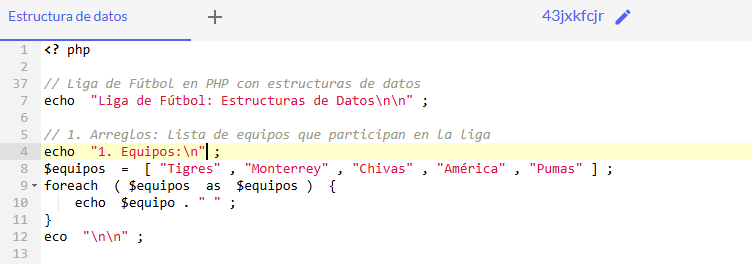 Estructura de datos + 43jxkfcjr
1 <? php
2
37 // Liga de Fútbol en PHP con estructuras de datos
7 echo "Liga de Fútbol: Estructuras de Datos\n\n" ;
6
5 // 1. Arreglos: Lista de equipos que participan en la liga
4 echo "1. Equipos:\n" ;
8 $equipos = [ "Tigres" , "Monterrey" , "Chivas" , "América" , "Pumas" ] ;
9 foreach ( $equipos as $equipos ) {
10 echo $equipo . " " ;
11 }
12 eco "\n\n" ;
13